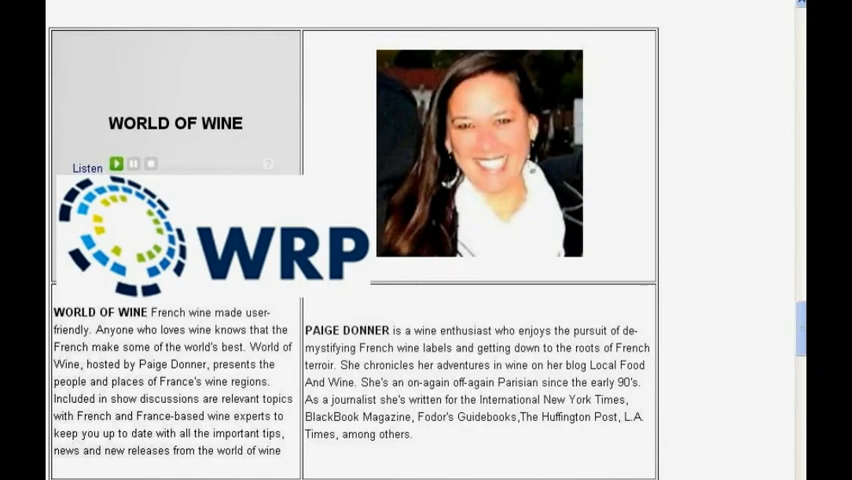 WORLD OF WINE
Listen
?
WRP
WORLD OF WINE French wine made user-
friendly. Anyone who loves wine knows that the
French make some of the world's best. World of
Wine, hosted by Paige Donner, presents the
people and places of France's wine regions.
Included in show discussions are relevant topics
with French and France-based wine experts to
keep you up to date with all the important tips,
news and new releases from the world of wine
PAIGE DONNER is a wine enthusiast who enjoys the pursuit of de-
mystifying French wine labels and getting down to the roots of French
terroir. She chronicles her adventures in wine on her blog Local Food
And Wine. She's an on-again off-again Parisian since the early 90's.
As a journalist she's written for the International New York Times,
BlackBook Magazine, Fodor's Guidebooks,The Huffington Post, L.A.
Times, among others.